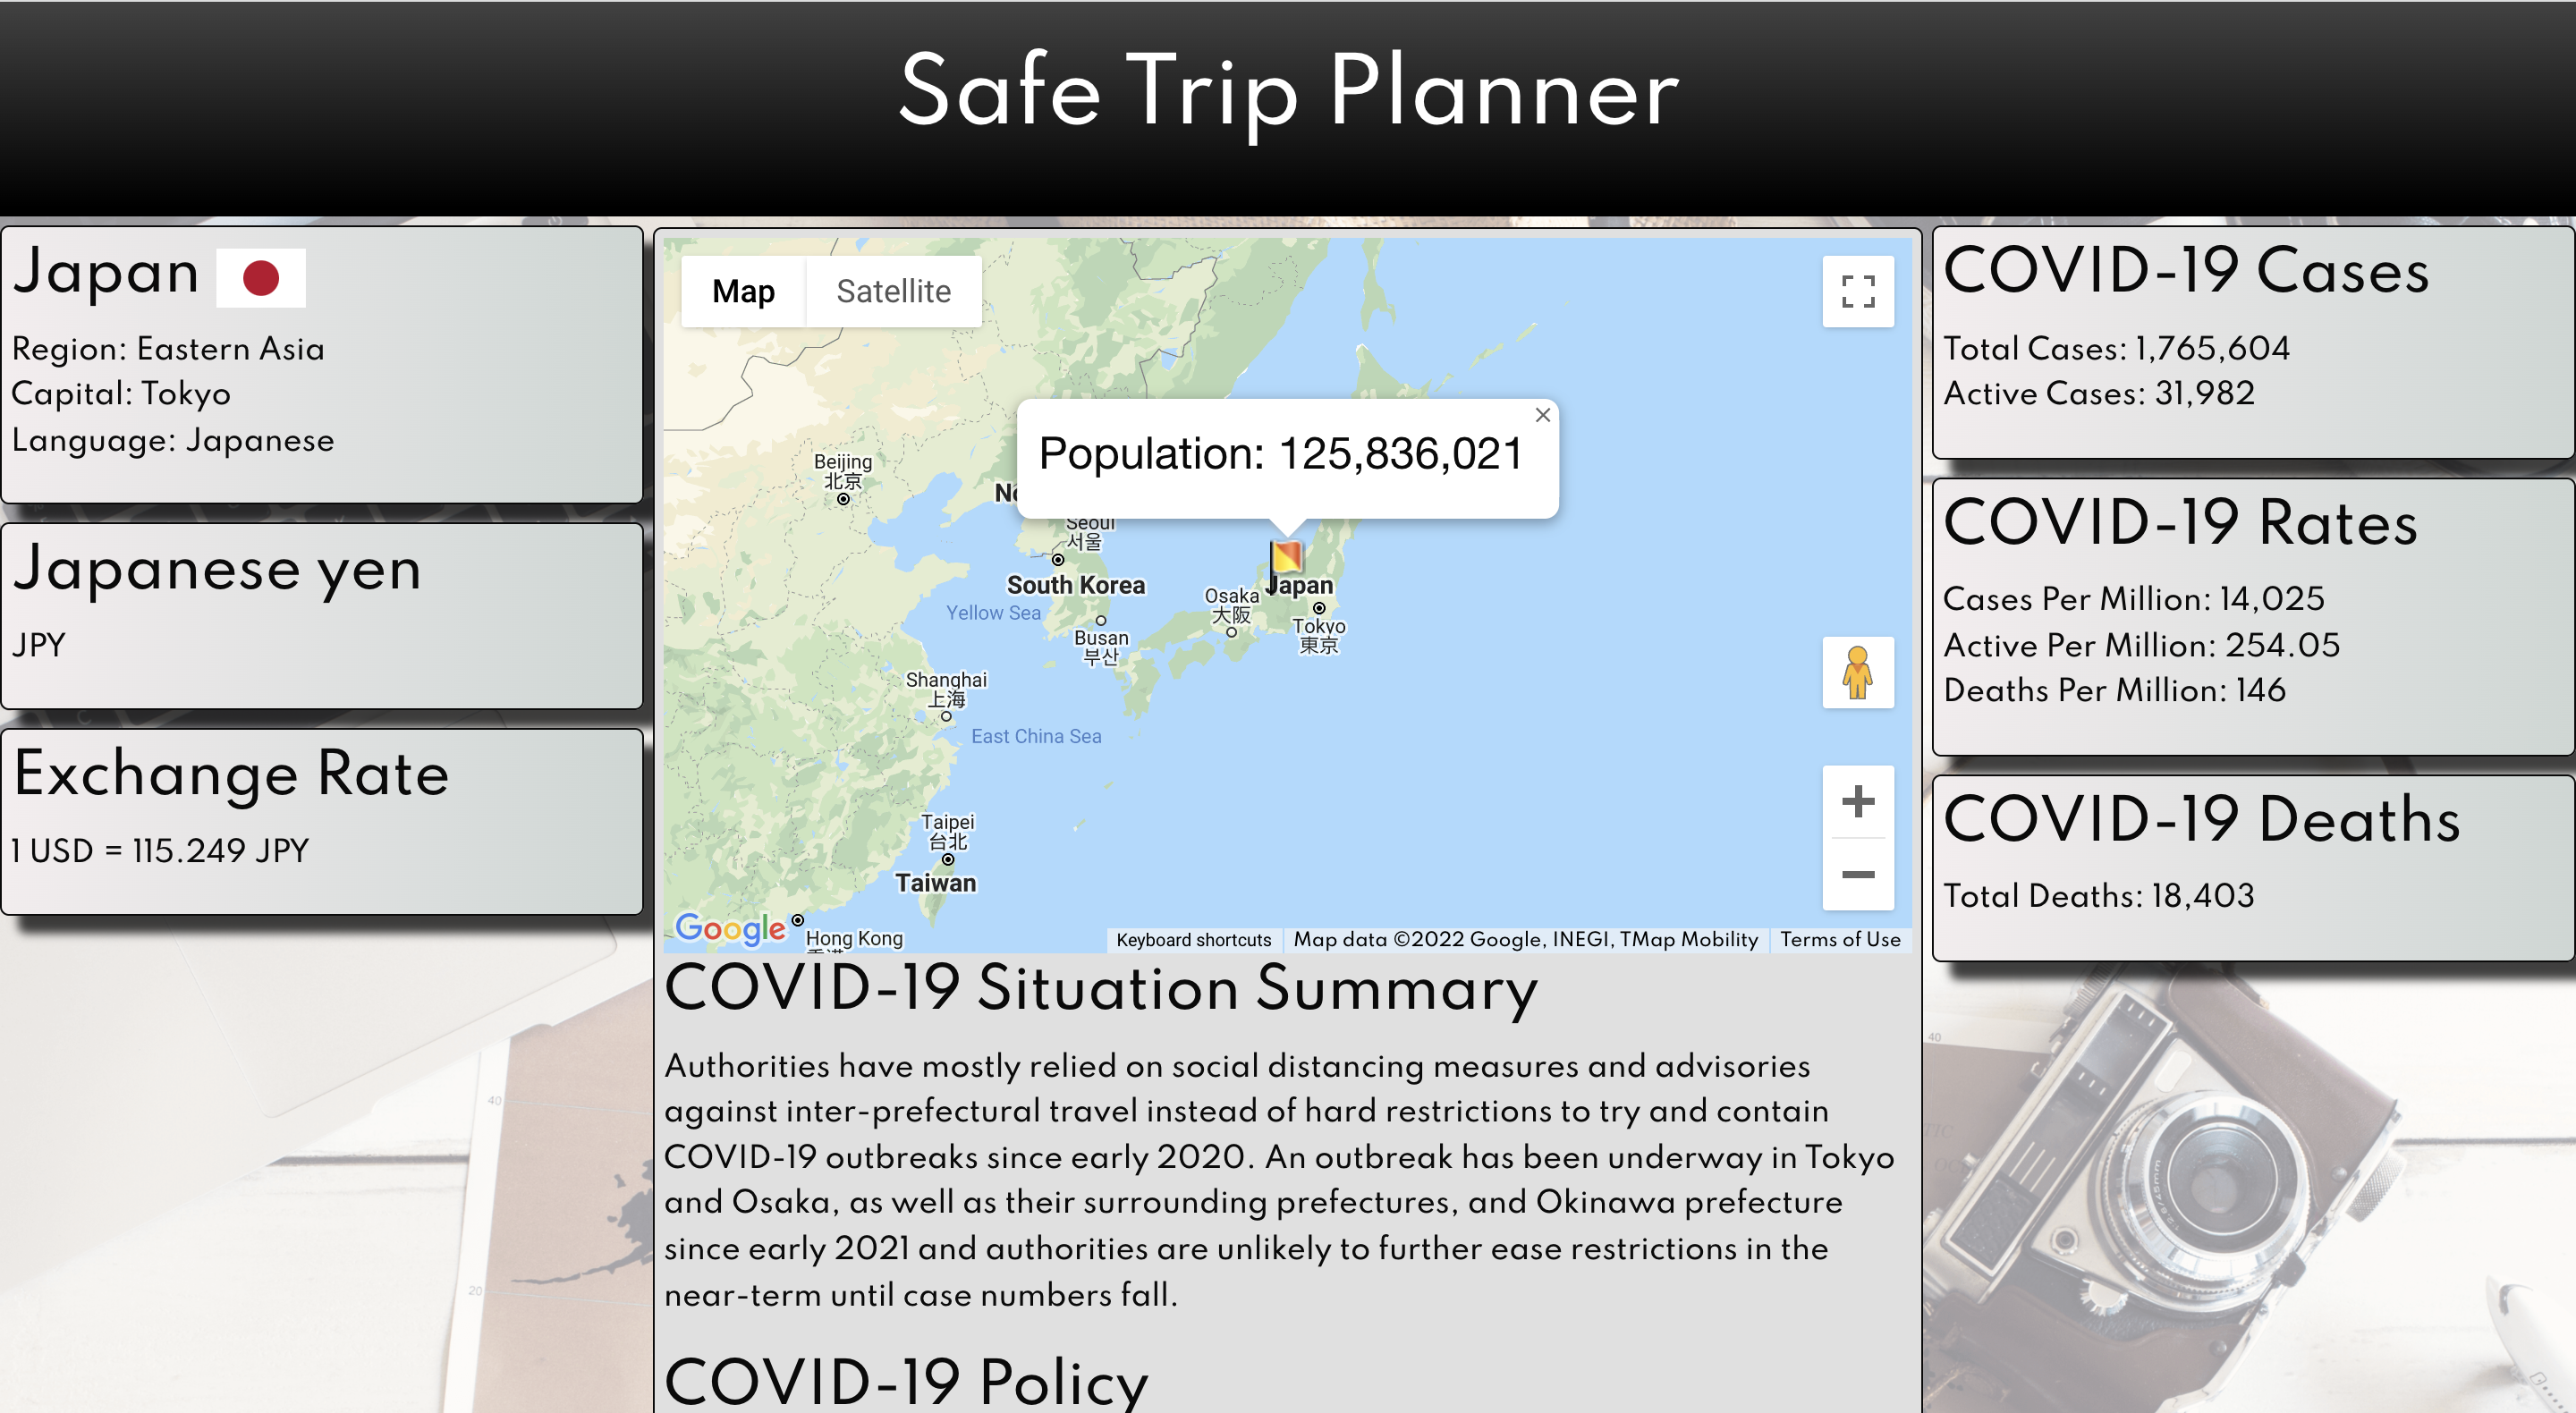 Safe Trip Planner
Japan
Region: Eastern Asia
Capital: Tokyo
Language: Japanese
Japanese yen
JPY
Exchange Rate
1 USD = 115.249 JPY
Map
Satellite
Population: 125,836,021
×
Beijing
北京
Seoul
서울
South Korea
Japan
Osaka
大阪
Tokyo
東京
Yellow Sea
Busan
부산
Shanghai
上海
East China Sea
Taipei
台北
Taiwan
Google
Hong Kong
Keyboard shortcuts
Map data ©2022 Google, INEGI, TMap Mobility
Terms of Use
COVID-19 Situation Summary
Authorities have mostly relied on social distancing measures and advisories
against inter-prefectural travel instead of hard restrictions to try and contain
COVID-19 outbreaks since early 2020. An outbreak has been underway in Tokyo
and Osaka, as well as their surrounding prefectures, and Okinawa prefecture
since early 2021 and authorities are unlikely to further ease restrictions in the
near-term until case numbers fall.
COVID-19 Policy
COVID-19 Cases
Total Cases: 1,765,604
Active Cases: 31,982
COVID-19 Rates
Cases Per Million: 14,025
Active Per Million: 254.05
Deaths Per Million: 146
COVID-19 Deaths
Total Deaths: 18,403
40
20
40